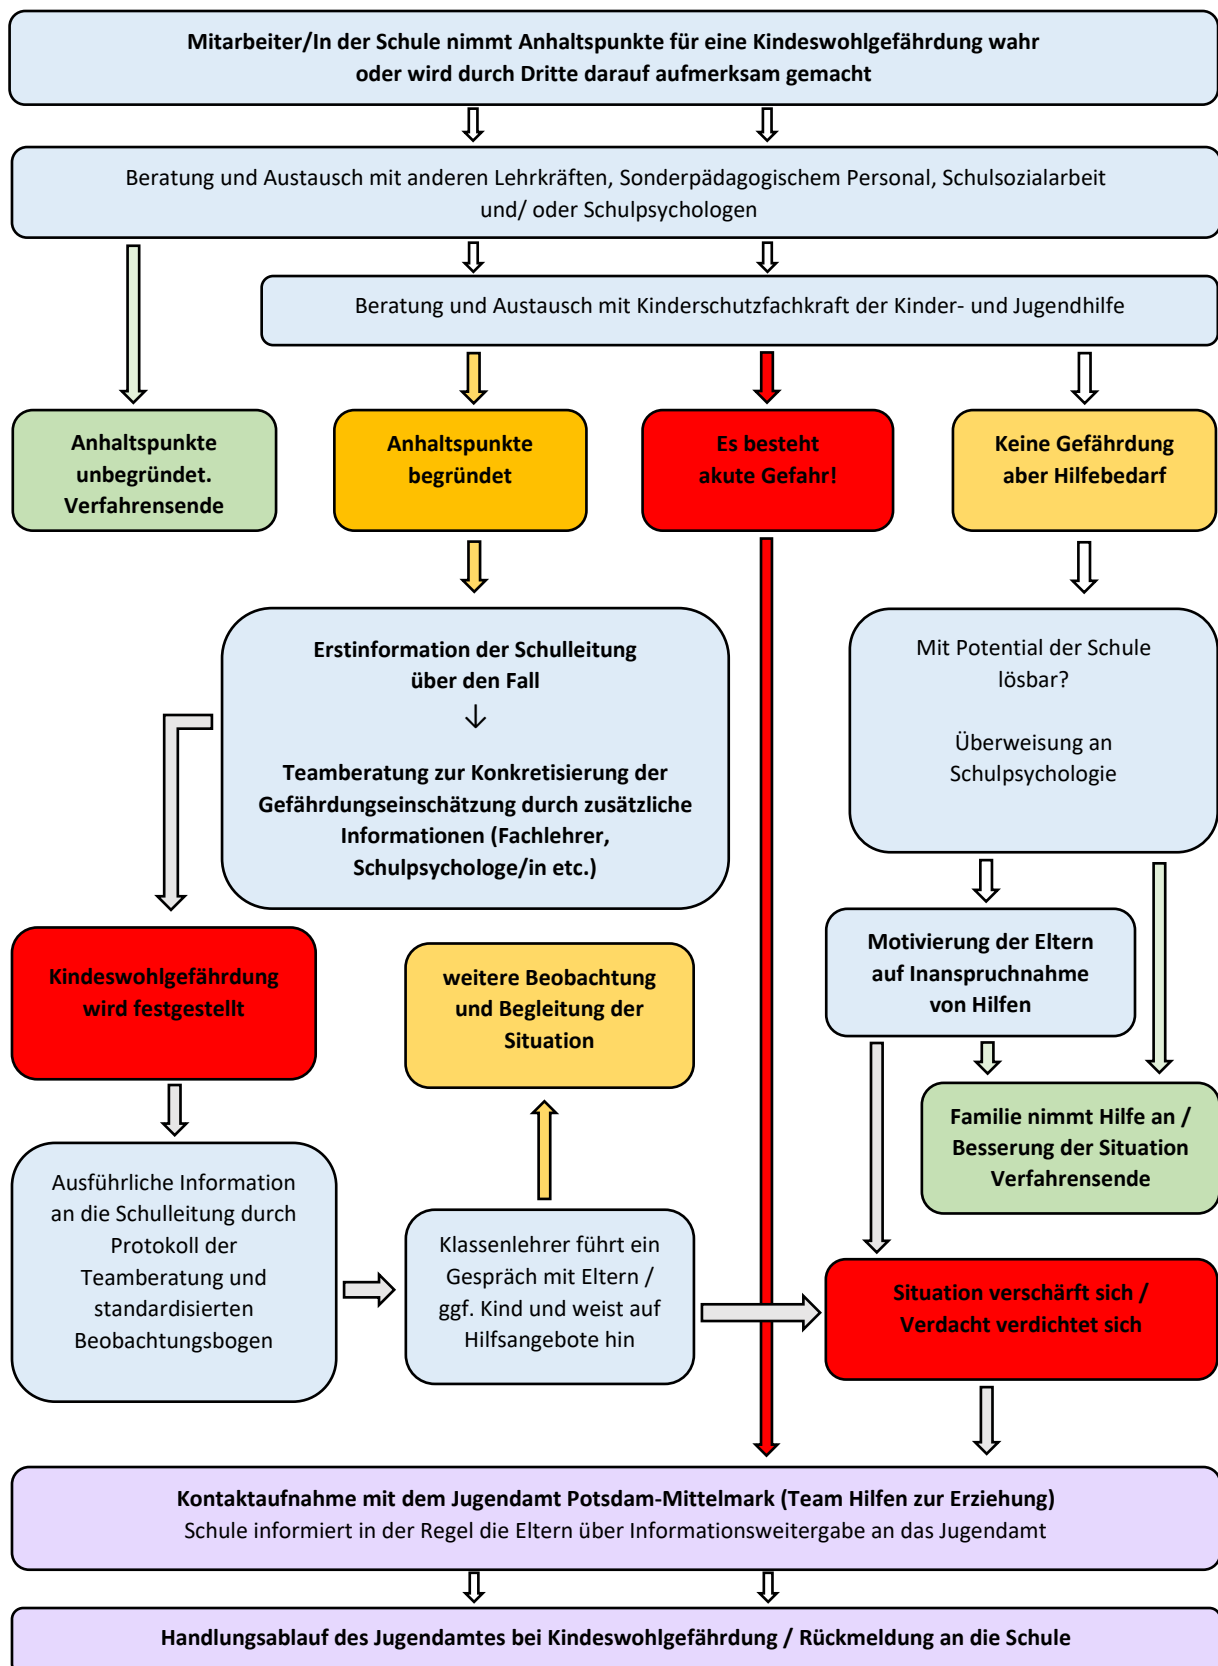 Mitarbeiter/In der Schule nimmt Anhaltspunkte für eine Kindeswohlgefährdung wahr
oder wird durch Dritte darauf aufmerksam gemacht
Beratung und Austausch mit anderen Lehrkräften, Sonderpädagogischem Personal, Schulsozialarbeit
und/ oder Schulpsychologen
Beratung und Austausch mit Kinderschutzfachkraft der Kinder- und Jugendhilfe
Anhaltspunkte
unbegründet.
Verfahrensende
Anhaltspunkte
begründet
Es besteht
akute Gefahr!
Keine Gefährdung
aber Hilfebedarf
Erstinformation der Schulleitung
über den Fall
↓
Teamberatung zur Konkretisierung der
Gefährdungseinschätzung durch zusätzliche
Informationen (Fachlehrer,
Schulpsychologe/in etc.)
Mit Potential der Schule
lösbar?
Überweisung an
Schulpsychologie
Kindeswohlgefährdung
wird festgestellt
weitere Beobachtung
und Begleitung der
Situation
Motivierung der Eltern
auf Inanspruchnahme
von Hilfen
Familie nimmt Hilfe an /
Besserung der Situation
Verfahrensende
Ausführliche Information
an die Schulleitung durch
Protokoll der
Teamberatung und
standardisierten
Beobachtungsbogen
Klassenlehrer führt ein
Gespräch mit Eltern /
ggf. Kind und weist auf
Hilfsangebote hin
Situation verschärft sich /
Verdacht verdichtet sich
Kontaktaufnahme mit dem Jugendamt Potsdam-Mittelmark (Team Hilfen zur Erziehung)
Schule informiert in der Regel die Eltern über Informationsweitergabe an das Jugendamt
Handlungsablauf des Jugendamtes bei Kindeswohlgefährdung / Rückmeldung an die Schule